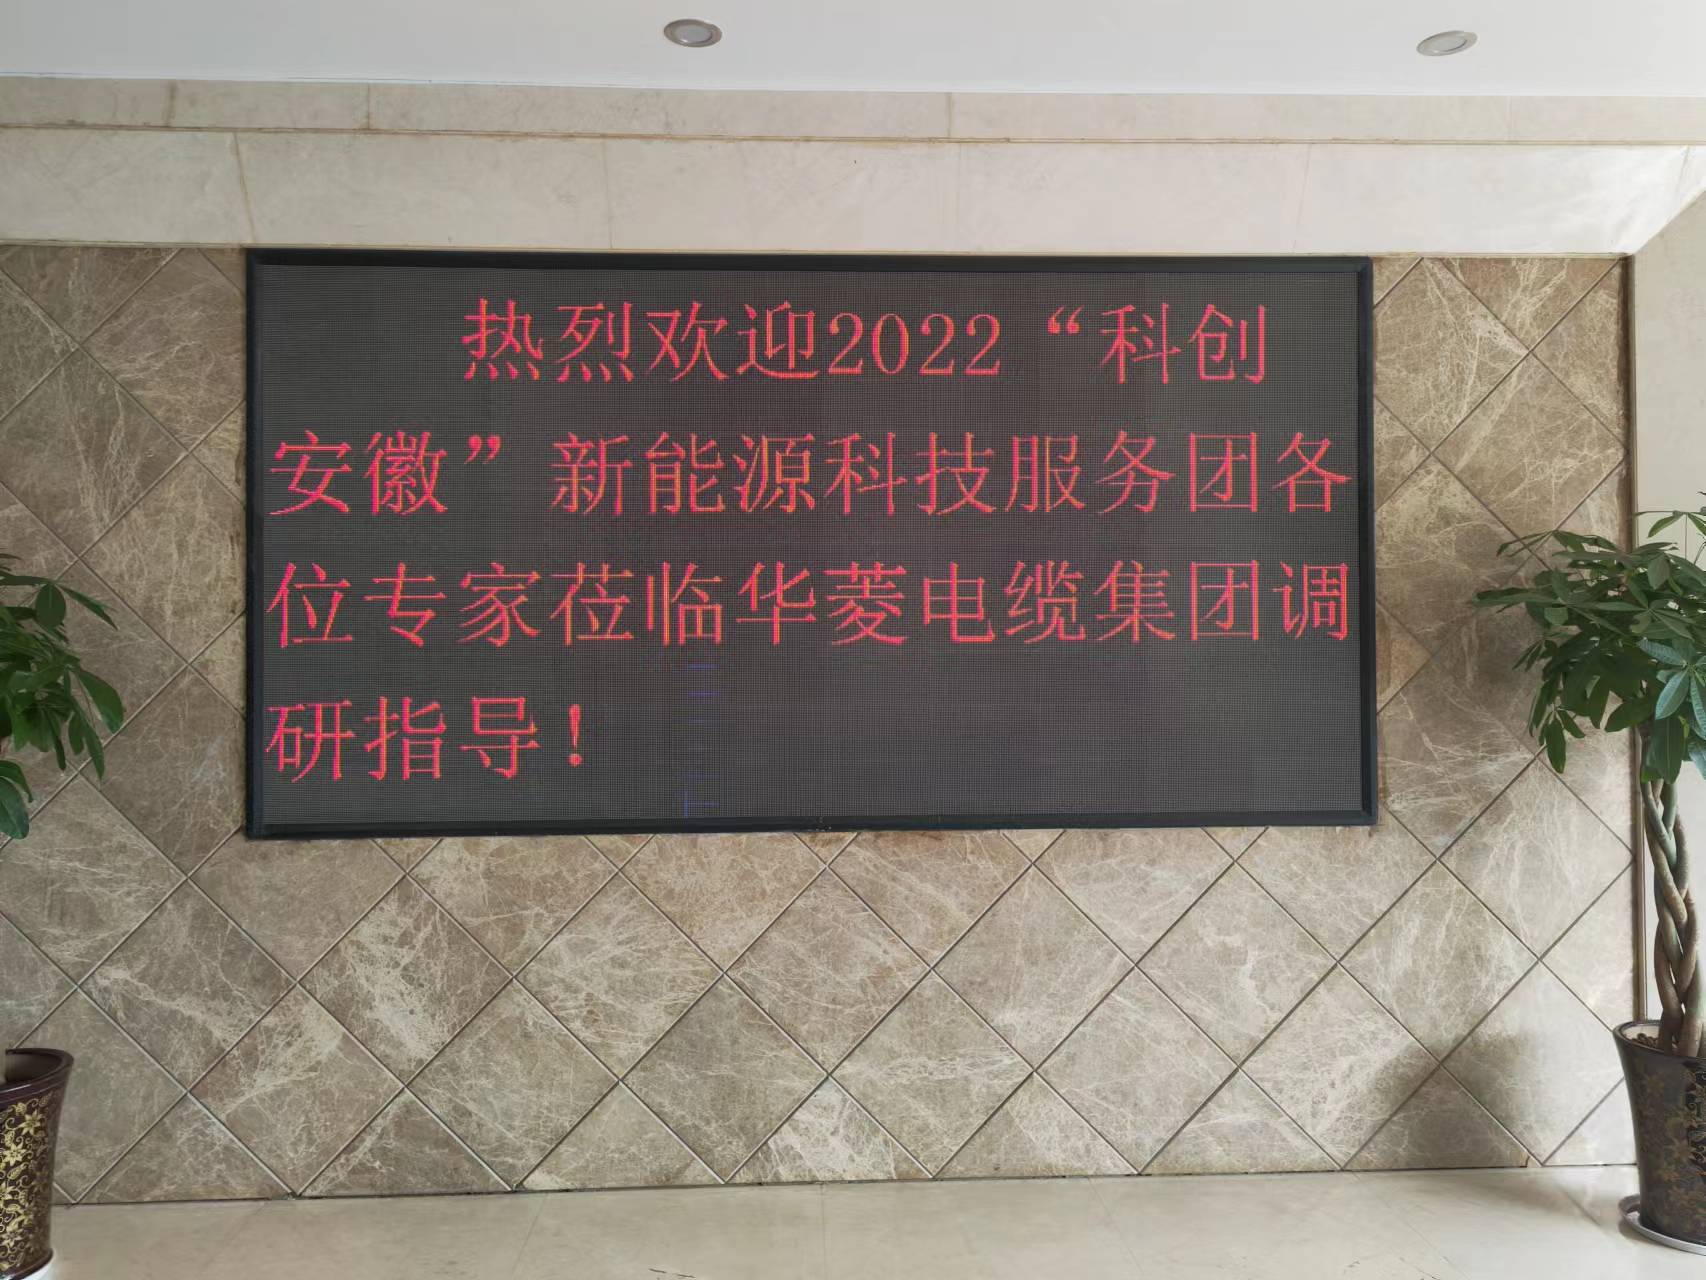 热烈欢迎2022“科创
安徽”新能源科技服务团各
位专家莅临华菱电缆集团调
研指导！